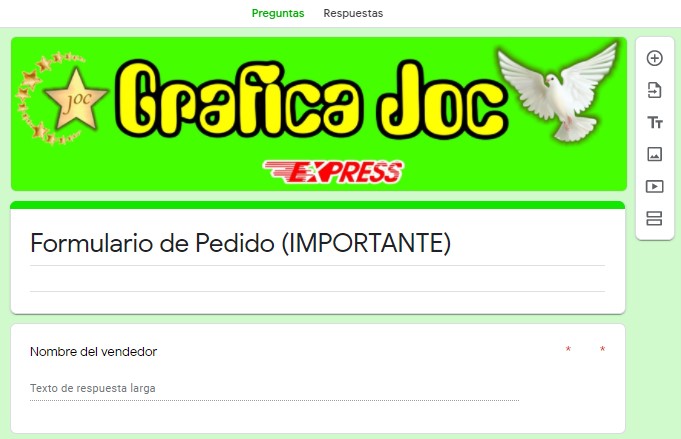 Preguntas Respuestas
joc
Grafica Joc
EXPRESS
Formulario de Pedido (IMPORTANTE)
Nombre del vendedor * *
Texto de respuesta larga